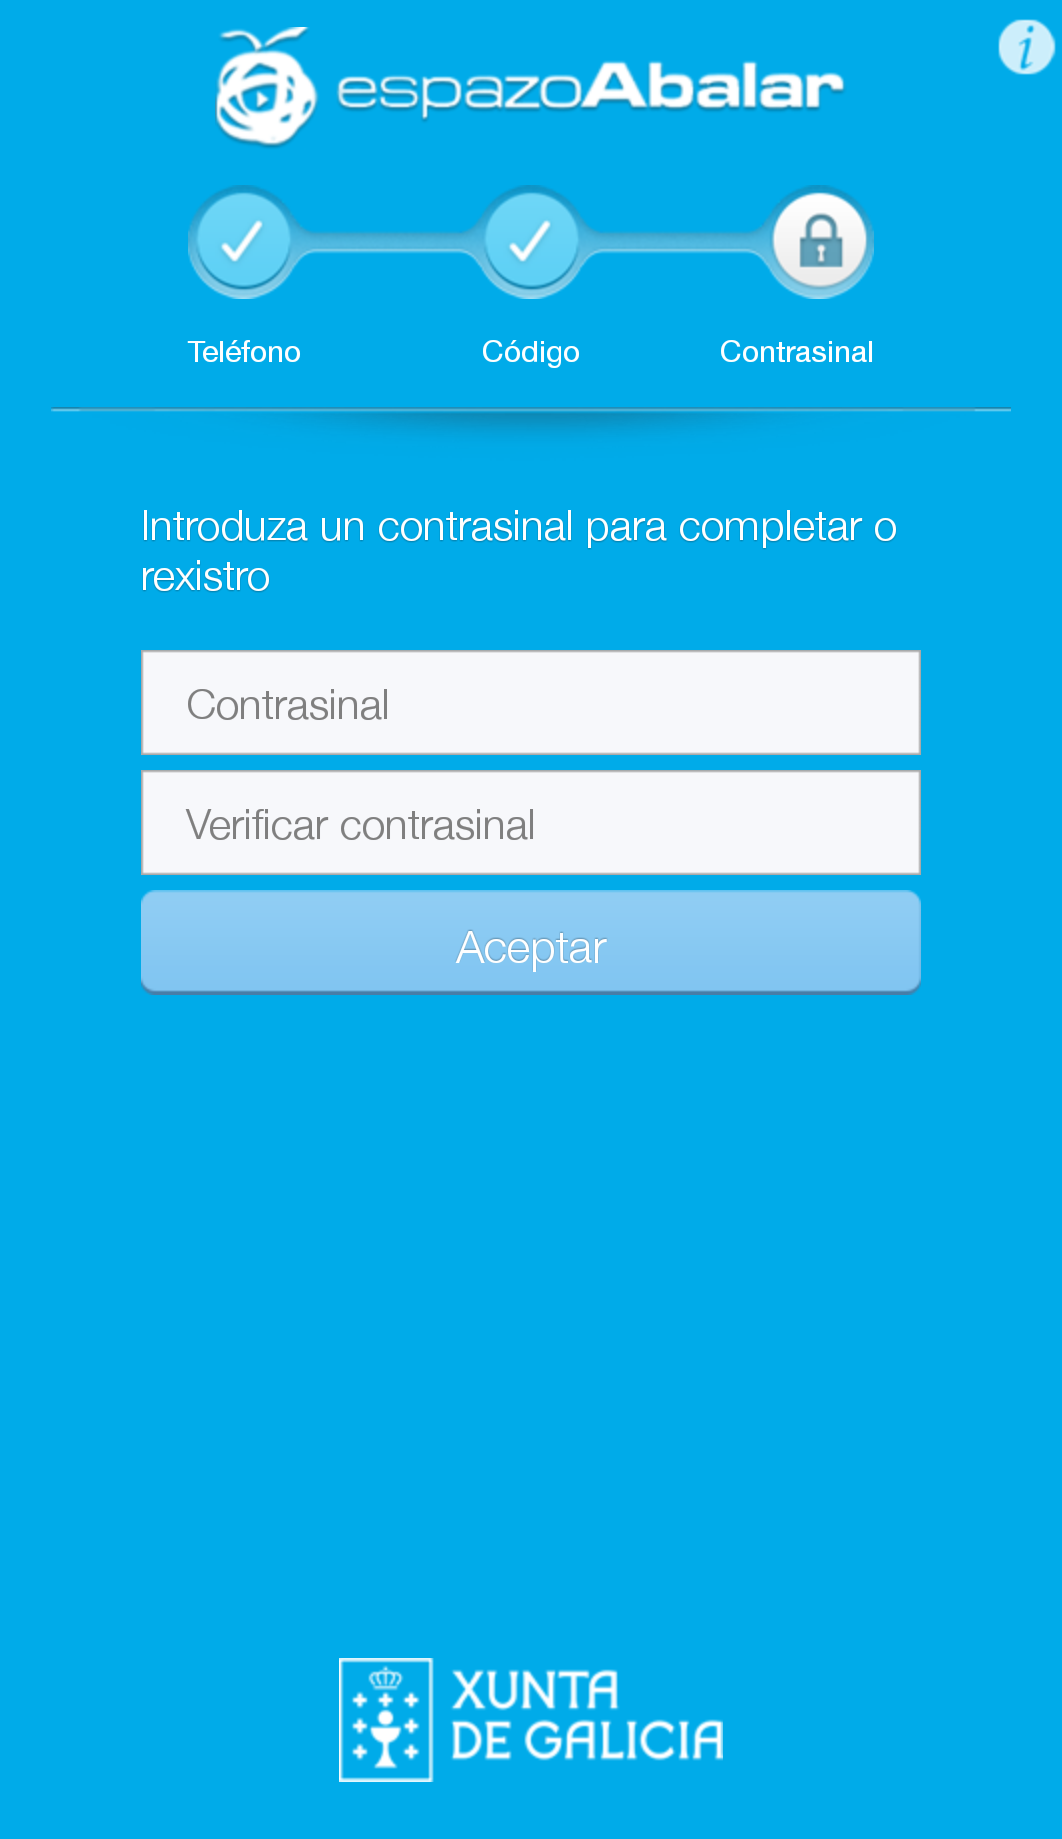 i
espazoAbalar
Teléfono Código Contrasinal
Introduza un contrasinal para completar o
rexistro
Contrasinal
Verificar contrasinal
Aceptar
XUNTA
DE GALICIA